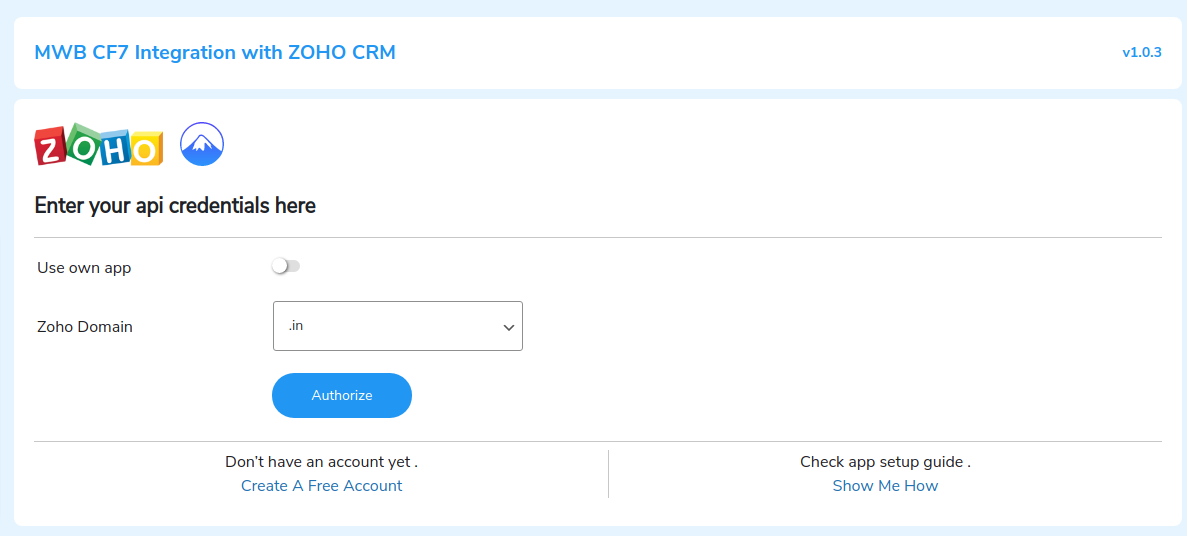 MWB CF7 Integration with ZOHO CRM
v1.0.3
ZOHO
Enter your api credentials here
Use own app
Zoho Domain
.in
Authorize
Don't have an account yet .
Create A Free Account
Check app setup guide .
Show Me How